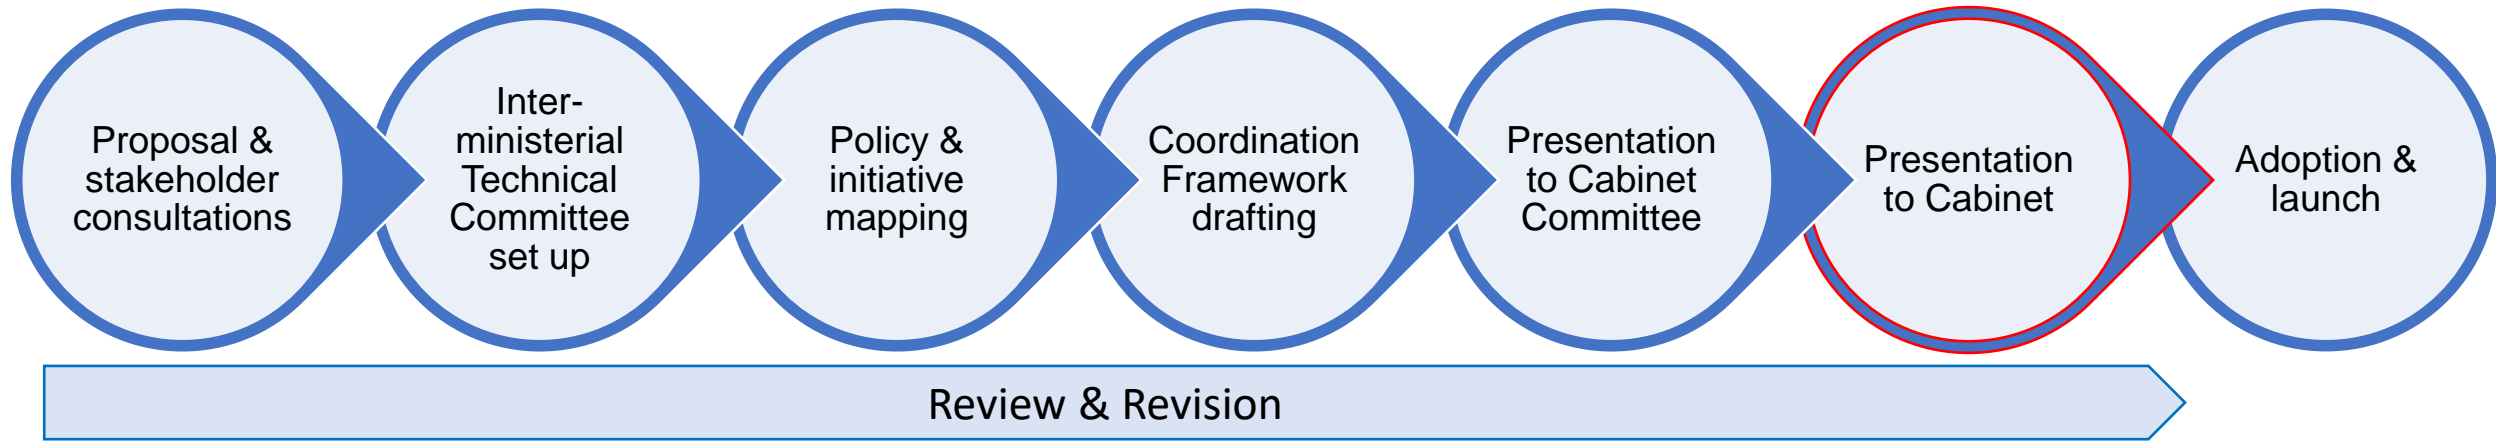 Proposal &
stakeholder
consultations
Inter-
ministerial
Technical
Committee
set up
Policy &
initiative
mapping
Coordination
Framework
drafting
Presentation
to Cabinet
Committee
Presentation
to Cabinet
Adoption &
launch
Review & Revision